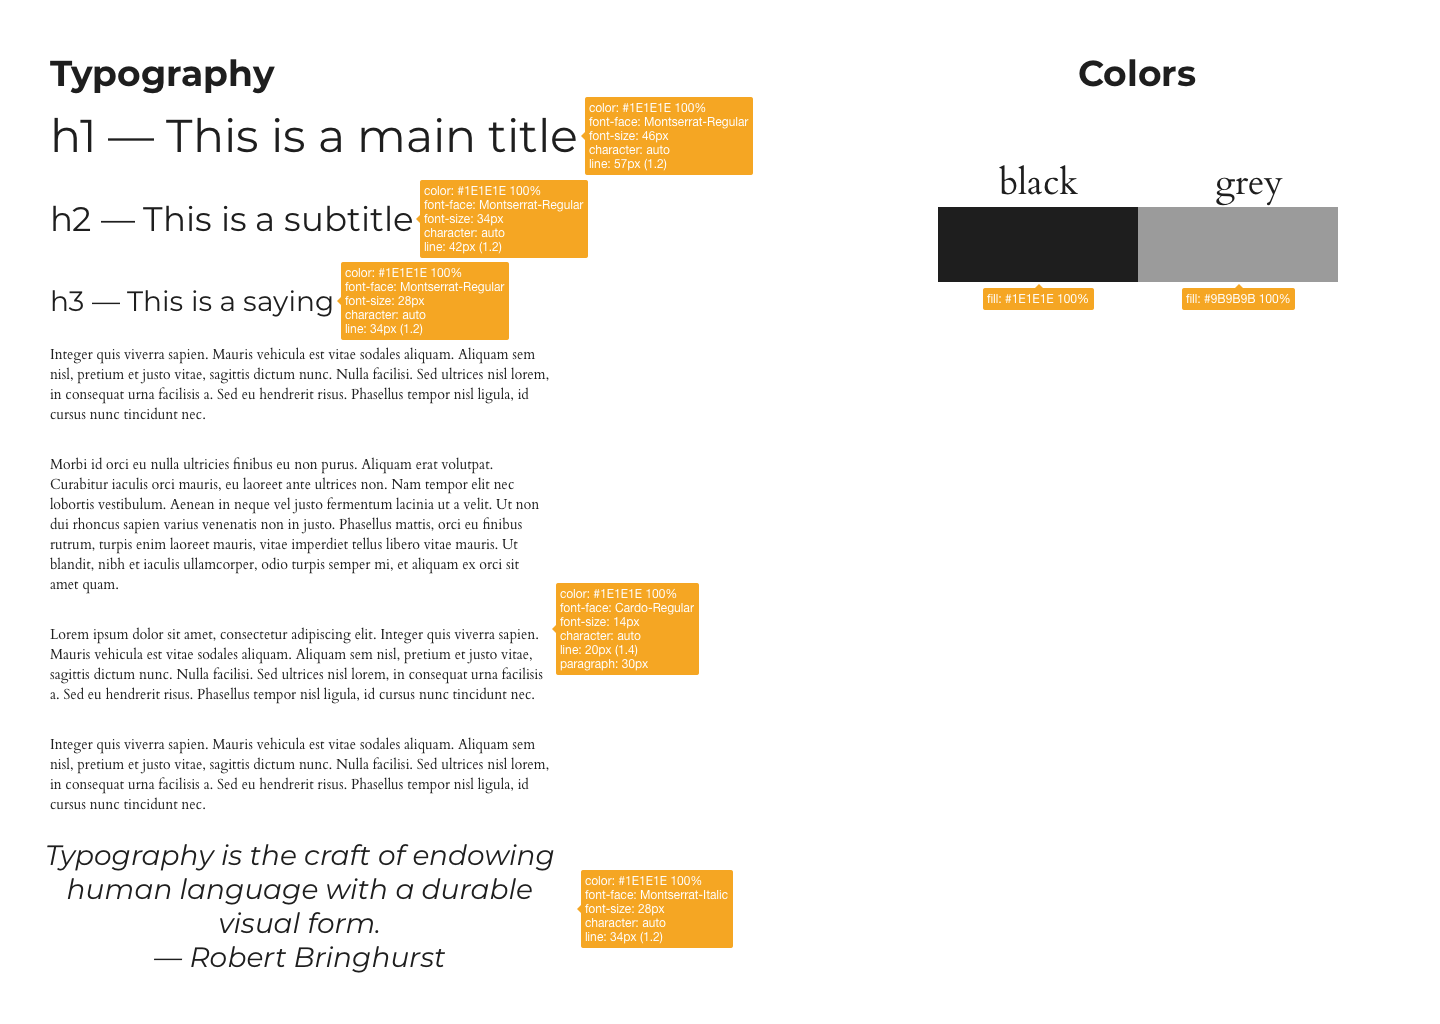 Typography
h1 — This is a main title
color: #1E1E1E 100%
font-face: Montserrat-Regular
font-size: 46px
character: auto
line: 57px (1.2)
h2 — This is a subtitle
color: #1E1E1E 100%
font-face: Montserrat-Regular
font-size: 34px
character: auto
line: 42px (1.2)
h3 — This is a saying
color: #1E1E1E 100%
font-face: Montserrat-Regular
font-size: 28px
character: auto
line: 34px (1.2)
Integer quis viverra sapien. Mauris vehicula est vitae sodales aliquam. Aliquam sem
nisl, pretium et justo vitae, sagittis dictum nunc. Nulla facilisi. Sed ultrices nisl lorem,
in consequat urna facilisis a. Sed eu hendrerit risus. Phasellus tempor nisl ligula, id
cursus nunc tincidunt nec.
Morbi id orci eu nulla ultricies finibus eu non purus. Aliquam erat volutpat.
Curabitur iaculis orci mauris, eu laoreet ante ultrices non. Nam tempor elit nec
lobortis vestibulum. Aenean in neque vel justo fermentum lacinia ut a velit. Ut non
dui rhoncus sapien varius venenatis non in justo. Phasellus mattis, orci eu finibus
rutrum, turpis enim laoreet mauris, vitae imperdiet tellus libero vitae mauris. Ut
blandit, nibh et iaculis ullamcorper, odio turpis semper mi, et aliquam ex orci sit
amet quam.
Lorem ipsum dolor sit amet, consectetur adipiscing elit. Integer quis viverra sapien.
Mauris vehicula est vitae sodales aliquam. Aliquam sem nisl, pretium et justo vitae,
sagittis dictum nunc. Nulla facilisi. Sed ultrices nisl lorem, in consequat urna facilisis
a. Sed eu hendrerit risus. Phasellus tempor nisl ligula, id cursus nunc tincidunt nec.
Integer quis viverra sapien. Mauris vehicula est vitae sodales aliquam. Aliquam sem
nisl, pretium et justo vitae, sagittis dictum nunc. Nulla facilisi. Sed ultrices nisl lorem,
in consequat urna facilisis a. Sed eu hendrerit risus. Phasellus tempor nisl ligula, id
cursus nunc tincidunt nec.
color: #1E1E1E 100%
font-face: Cardo-Regular
font-size: 14px
character: auto
line: 20px (1.4)
paragraph: 30px
Typography is the craft of endowing
human language with a durable
visual form.
— Robert Bringhurst
color: #1E1E1E 100%
font-face: Montserrat-Italic
font-size: 28px
character: auto
line: 34px (1.2)
Colors
black
grey
fill: #1E1E1E 100%
fill: #9B9B9B 100%